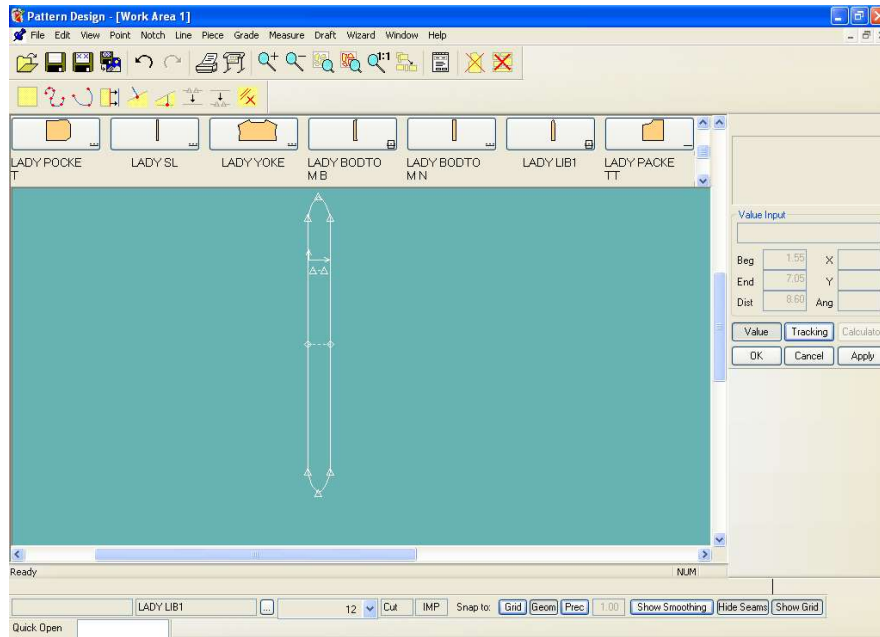 Pattern Design - [Work Area 1]
File Edit View Point Notch Line Piece Grade Measure Draft Wizard Window Help
1:1
LADY POCKE
T
LADY SL
LADY YOKE
LADY BODTO
M B
LADY BODTO
M N
LADY LIB1
LADY PACKE
TT
Value Input
Beg 1.55 X
End 7.05 Y
Dist 8.60 Ang
Value Tracking Calculato
OK Cancel Apply
Ready NUM
LADY LIB1 ... 12 Cut IMP Snap to: Grid Geom Prec 1.00 Show Smoothing Hide Seams Show Grid
Quick Open